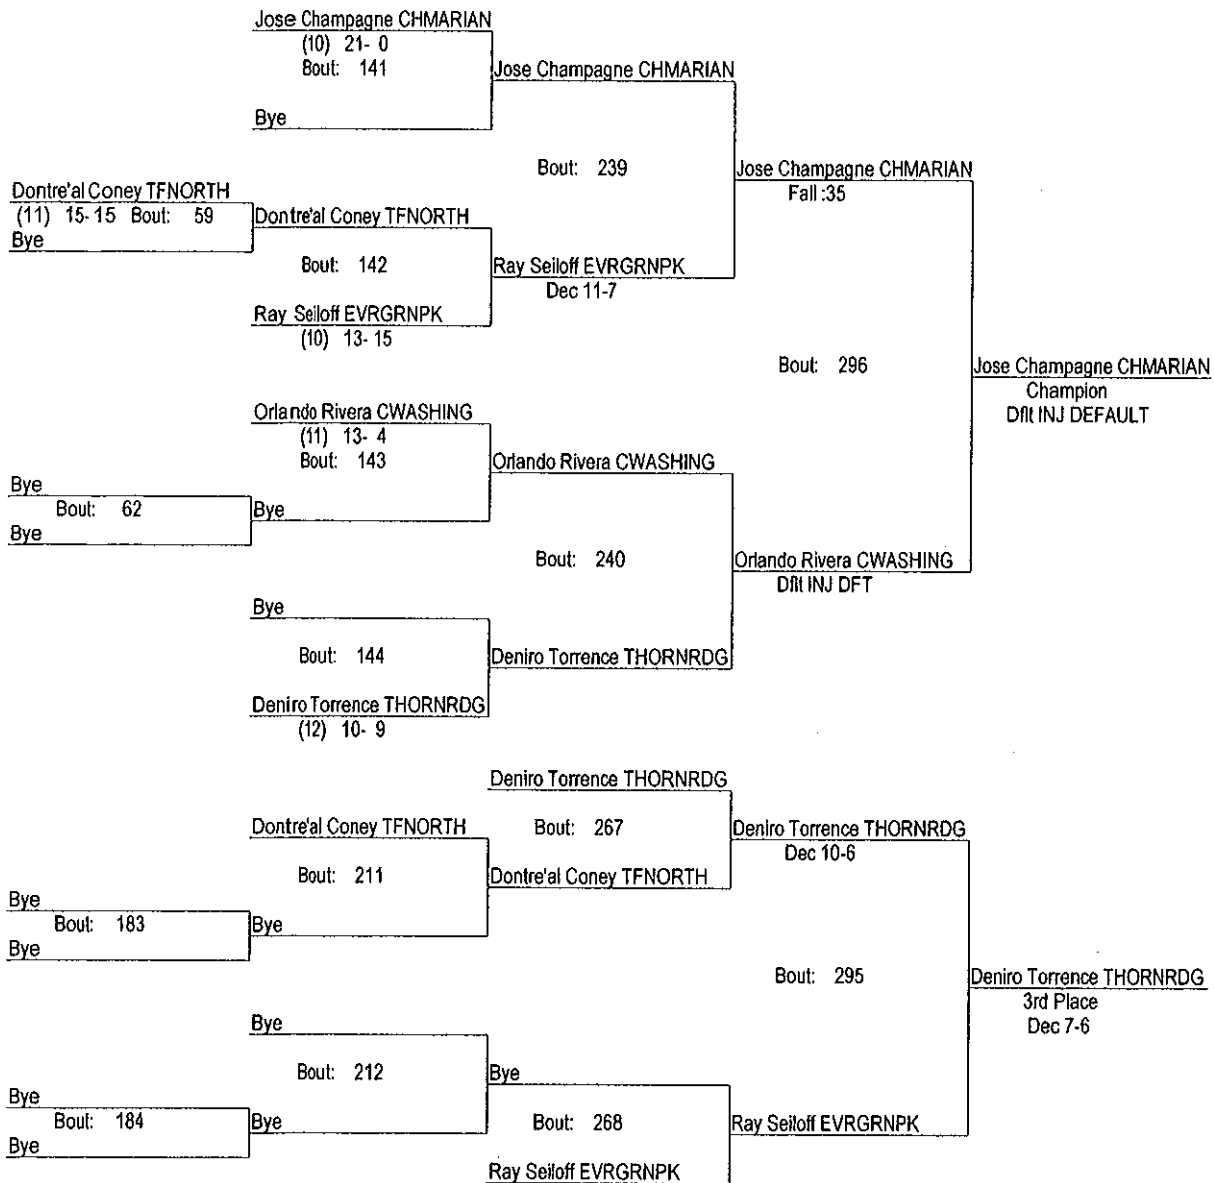 Jose Champagne CHMARIAN
(10) 21- 0
Bout: 141
Jose Champagne CHMARIAN
Bye
Bout: 239
Jose Champagne CHMARIAN
Fall :35
Dontre'al Coney TFNORTH
(11) 15- 15 Bout: 59
Bye
Dontre'al Coney TFNORTH
Bout: 142
Ray Seiloff EVRGRNPK
Dec 11-7
Ray Seiloff EVRGRNPK
(10) 13- 15
Bout: 296
Jose Champagne CHMARIAN
Champion
Dflt INJ DEFAULT
Orlando Rivera CWASHING
(11) 13- 4
Bout: 143
Orlando Rivera CWASHING
Bye
Bout: 62
Bye
Bye
Bout: 240
Orlando Rivera CWASHING
Dflt INJ DFT
Bye
Bout: 144
Deniro Torrence THORNRDG
Deniro Torrence THORNRDG
(12) 10- 9
Deniro Torrence THORNRDG
Dontre'al Coney TFNORTH
Bout: 267
Deniro Torrence THORNRDG
Dec 10-6
Bout: 211
Dontre'al Coney TFNORTH
Bye
Bout: 183
Bye
Bye
Bout: 295
Deniro Torrence THORNRDG
3rd Place
Dec 7-6
Bye
Bout: 212
Bye
Bye
Bout: 184
Bye
Bye
Bout: 268
Ray Seiloff EVRGRNPK
Ray Seiloff EVRGRNPK